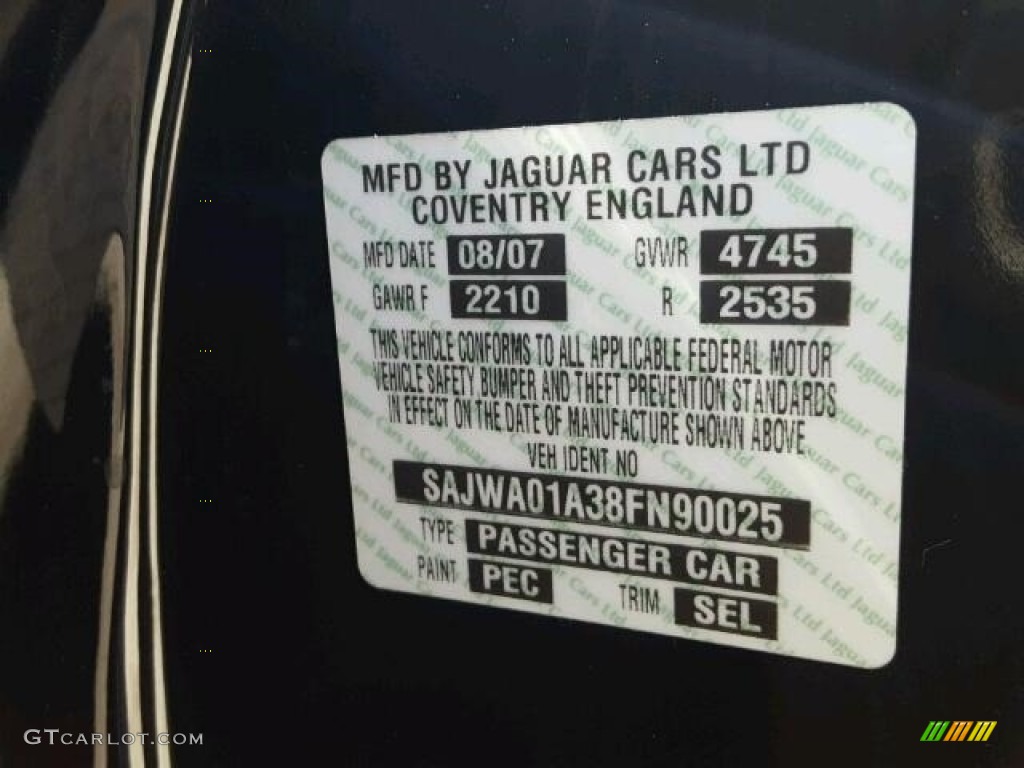 MFD BY JAGUAR CARS LTD
COVENTRY ENGLAND
MFD DATE 08/07 GVWR 4745
GAWR F 2210 R 2535
THIS VEHICLE CONFORMS TO ALL APPLICABLE FEDERAL MOTOR
VEHICLE SAFETY BUMPER AND THEFT PREVENTION STANDARDS
IN EFFECT ON THE DATE OF MANUFACTURE SHOWN ABOVE
VEH IDENT NO
SAJWA01A38FN90025
TYPE PASSENGER CAR
PAINT PEC TRIM SEL
GTCARLOT.COM